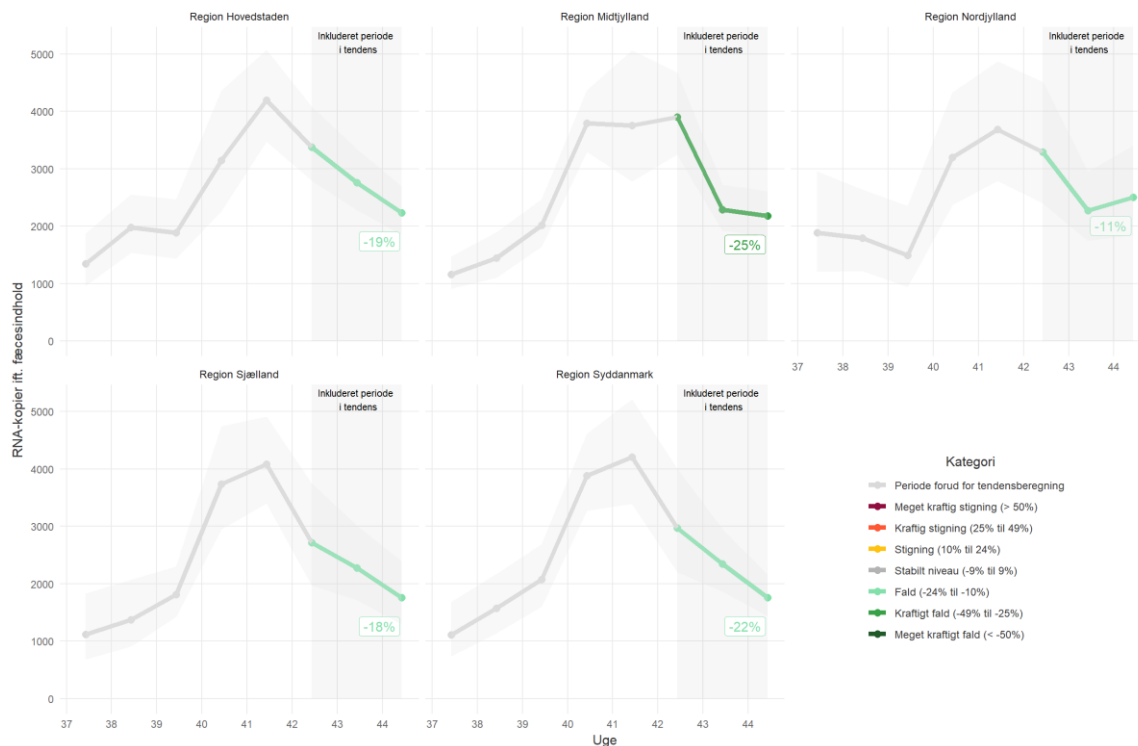 Region Hovedstaden
Region Midtjylland
Region Nordjylland
Inkluderet periode
i tendens
Inkluderet periode
i tendens
Inkluderet periode
i tendens
5000
4000
3000
2000
1000
0
-19%
-25%
-11%
37 38 39 40 41 42 43 44
Region Sjælland
Region Syddanmark
Inkluderet periode
i tendens
Inkluderet periode
i tendens
5000
4000
3000
2000
1000
0
-18%
-22%
37 38 39 40 41 42 43 44
37 38 39 40 41 42 43 44
RNA-kopier ift. fæcesindhold
Uge
Kategori
Periode forud for tendensberegning
Meget kraftig stigning (> 50%)
Kraftig stigning (25% til 49%)
Stigning (10% til 24%)
Stabilt niveau (-9% til 9%)
Fald (-24% til -10%)
Kraftigt fald (-49% til -25%)
Meget kraftigt fald (< -50%)